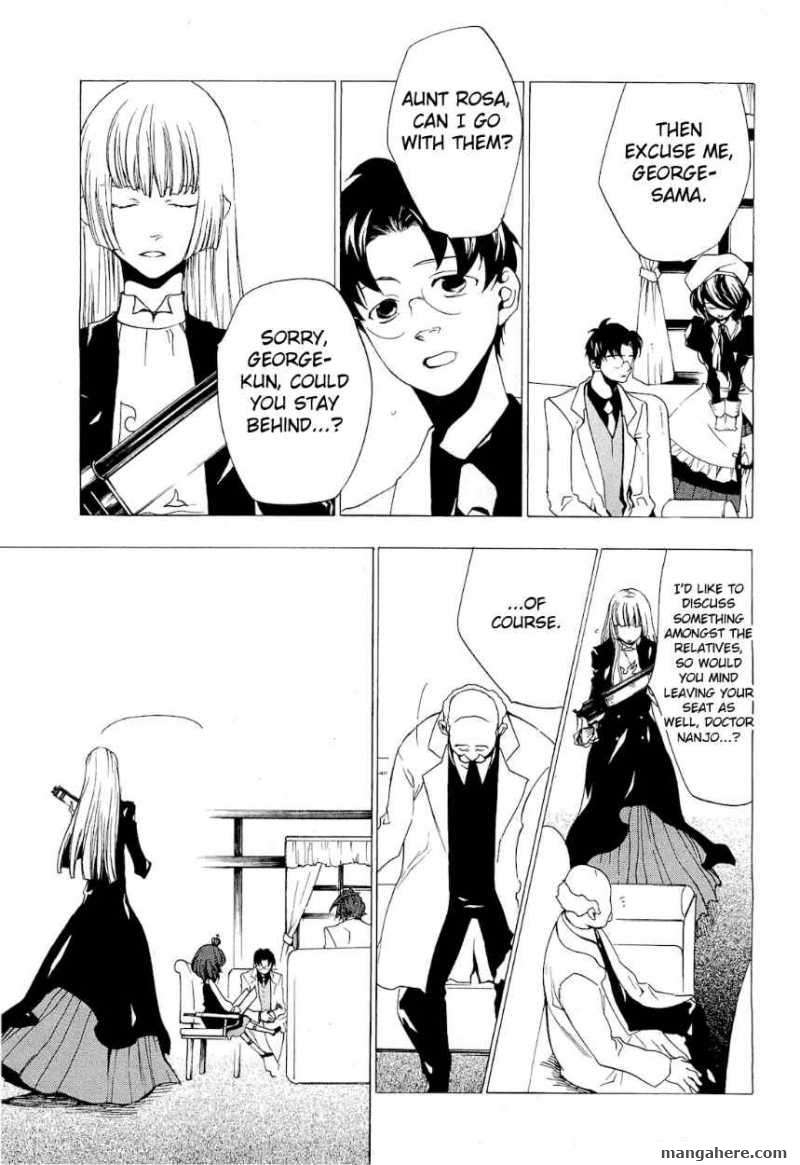 THEN
EXCUSE ME,
GEORGE-
SAMA.
AUNT ROSA,
CAN I GO
WITH THEM?
SORRY,
GEORGE-
KUN, COULD
YOU STAY
BEHIND...?
I'D LIKE TO
DISCUSS
SOMETHING
AMONGST THE
RELATIVES,
SO WOULD
YOU MIND
LEAVING YOUR
SEAT AS
WELL, DOCTOR
NANJO...?
...OF
COURSE.
mangahere.com